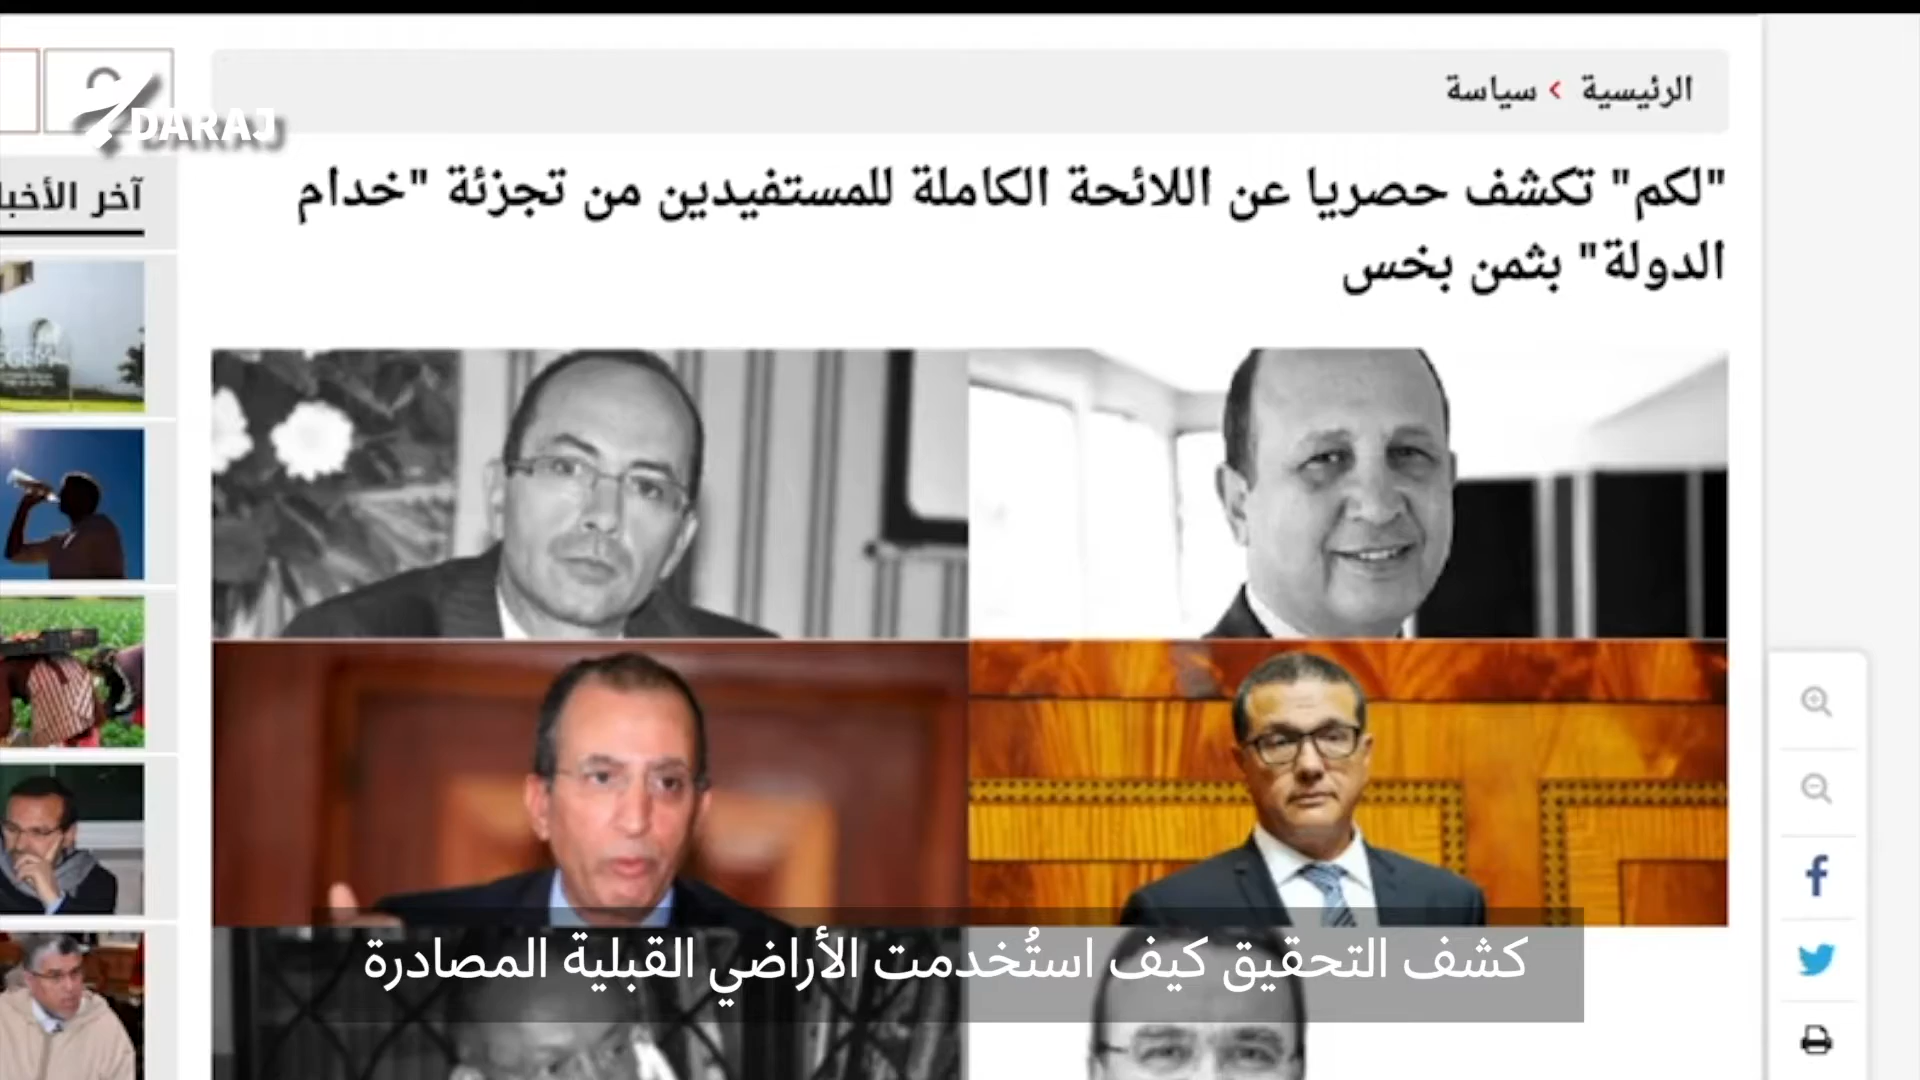 DARAJ
الرئيسية › سياسة
"لكم" تكشف حصريا عن اللائحة الكاملة للمستفيدين من تجزئة "خدام
الدولة" بثمن بخس
آخر
كشف التحقيق كيف استُخدمت الأراضي القبلية المصادرة